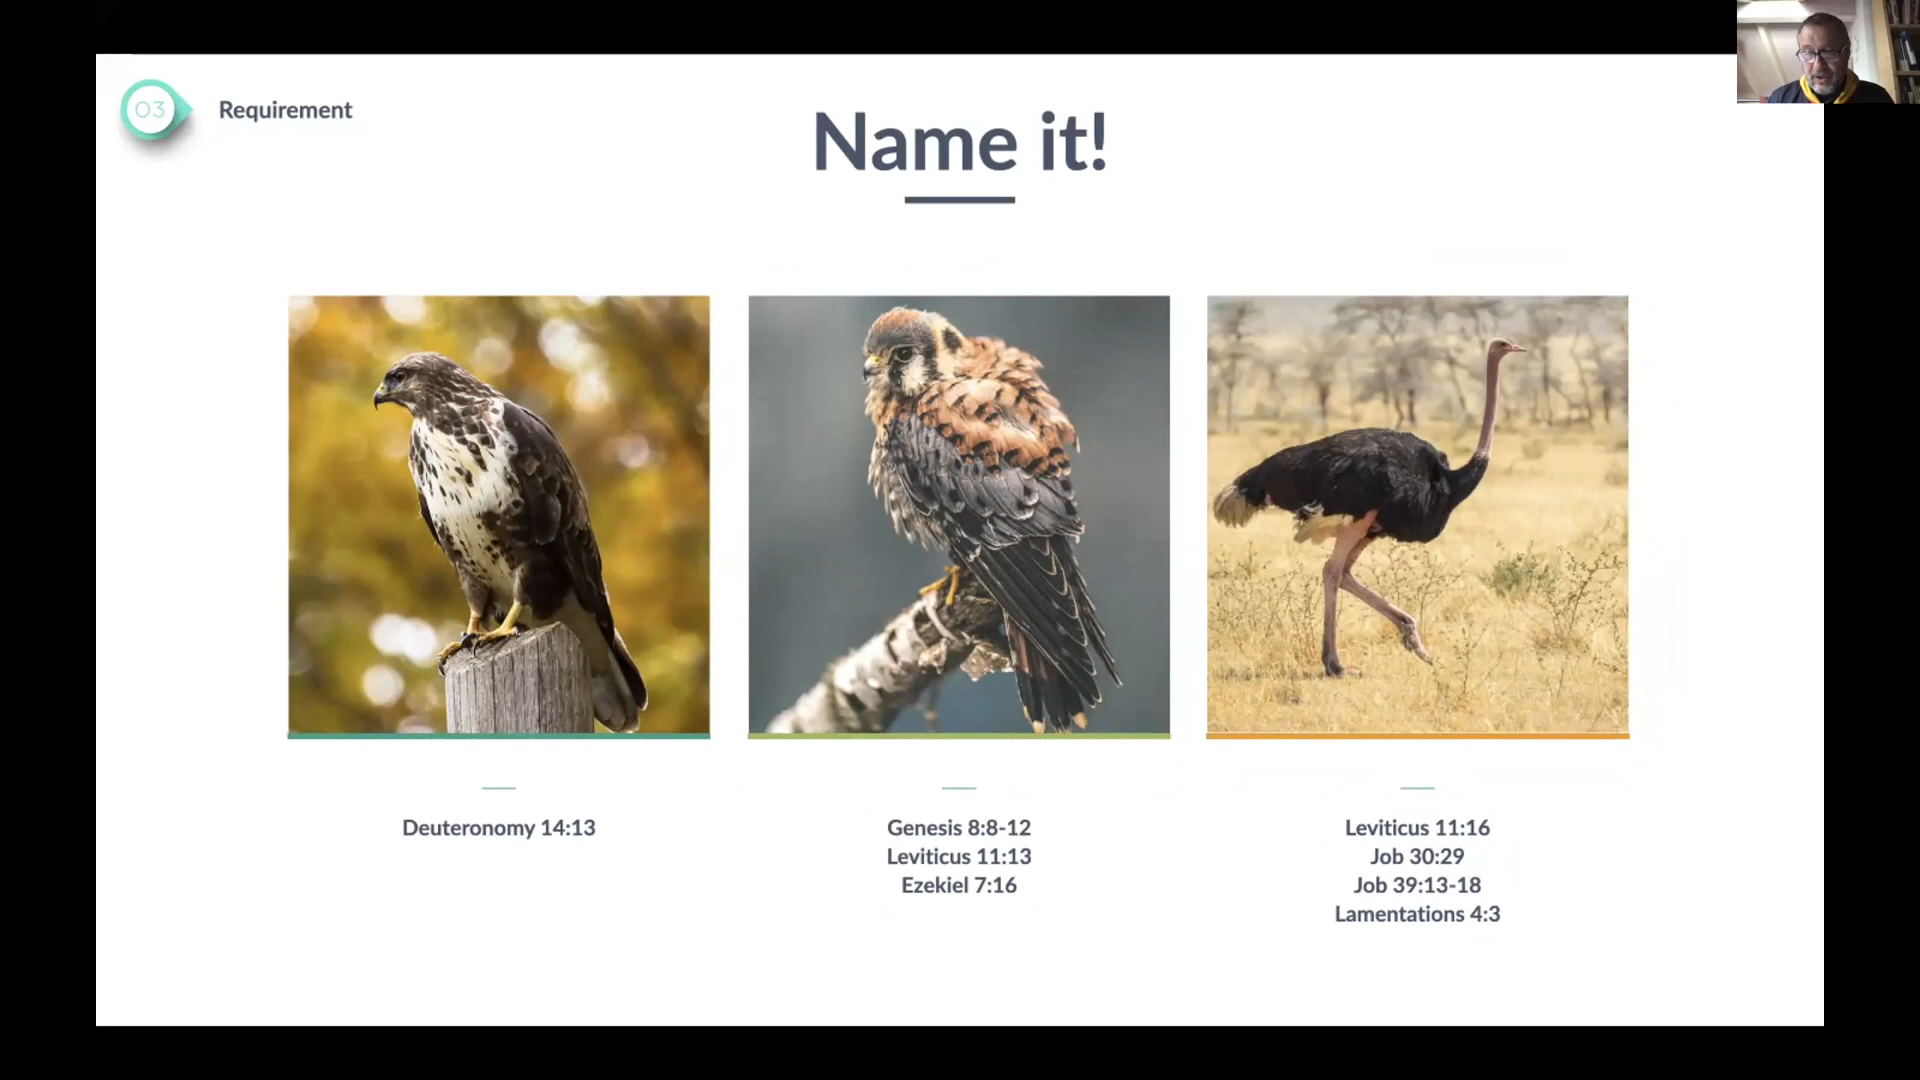 03
Requirement
Name it!
Deuteronomy 14:13
Genesis 8:8-12
Leviticus 11:13
Ezekiel 7:16
Leviticus 11:16
Job 30:29
Job 39:13-18
Lamentations 4:3